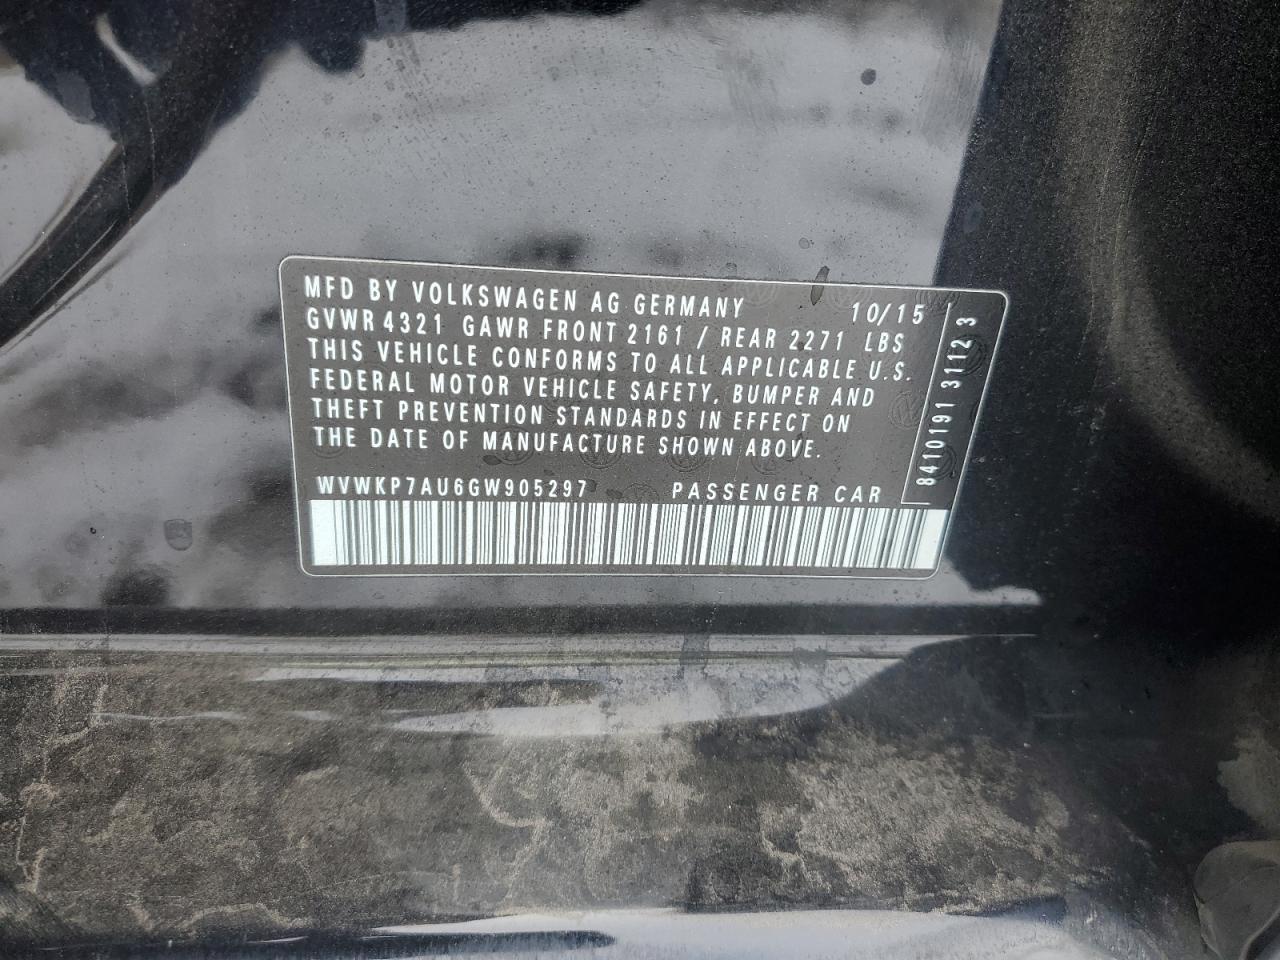 MFD BY VOLKSWAGEN AG GERMANY 10/15
GVWR 4321 GAWR FRONT 2161 / REAR 2271 LBS
THIS VEHICLE CONFORMS TO ALL APPLICABLE U.S.
FEDERAL MOTOR VEHICLE SAFETY, BUMPER AND
THEFT PREVENTION STANDARDS IN EFFECT ON
THE DATE OF MANUFACTURE SHOWN ABOVE.
WVWKP7AU6GW905297 PASSENGER CAR
8410191 3112 3